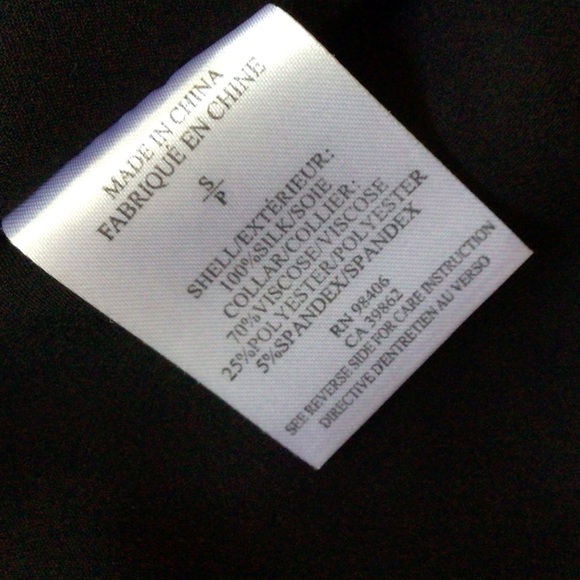 MADE IN CHINA
FABRIQUÉ EN CHINE
S
P
SHELL/EXTÉRIEUR:
100%SILK/SOIE
COLLAR/COLLIER:
70%VISCOSE/VISCOSE
25%POLYESTER/POLYESTER
5%SPANDEX/SPANDEX
RN 98406
CA 39862
SEE REVERSE SIDE FOR CARE INSTRUCTION
DIRECTIVE D'ENTRETIEN AU VERSO